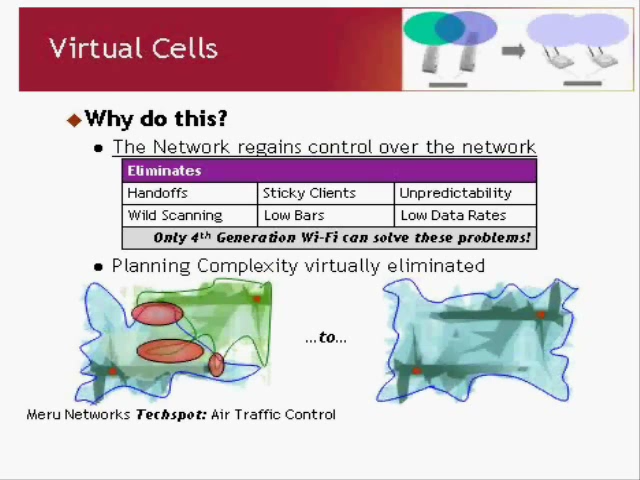 Virtual Cells
Why do this?
The Network regains control over the network
Eliminates
Handoffs Sticky Clients Unpredictability
Wild Scanning Low Bars Low Data Rates
Only 4th Generation Wi-Fi can solve these problems!
Planning Complexity virtually eliminated
...to...
Meru Networks Techspot: Air Traffic Control